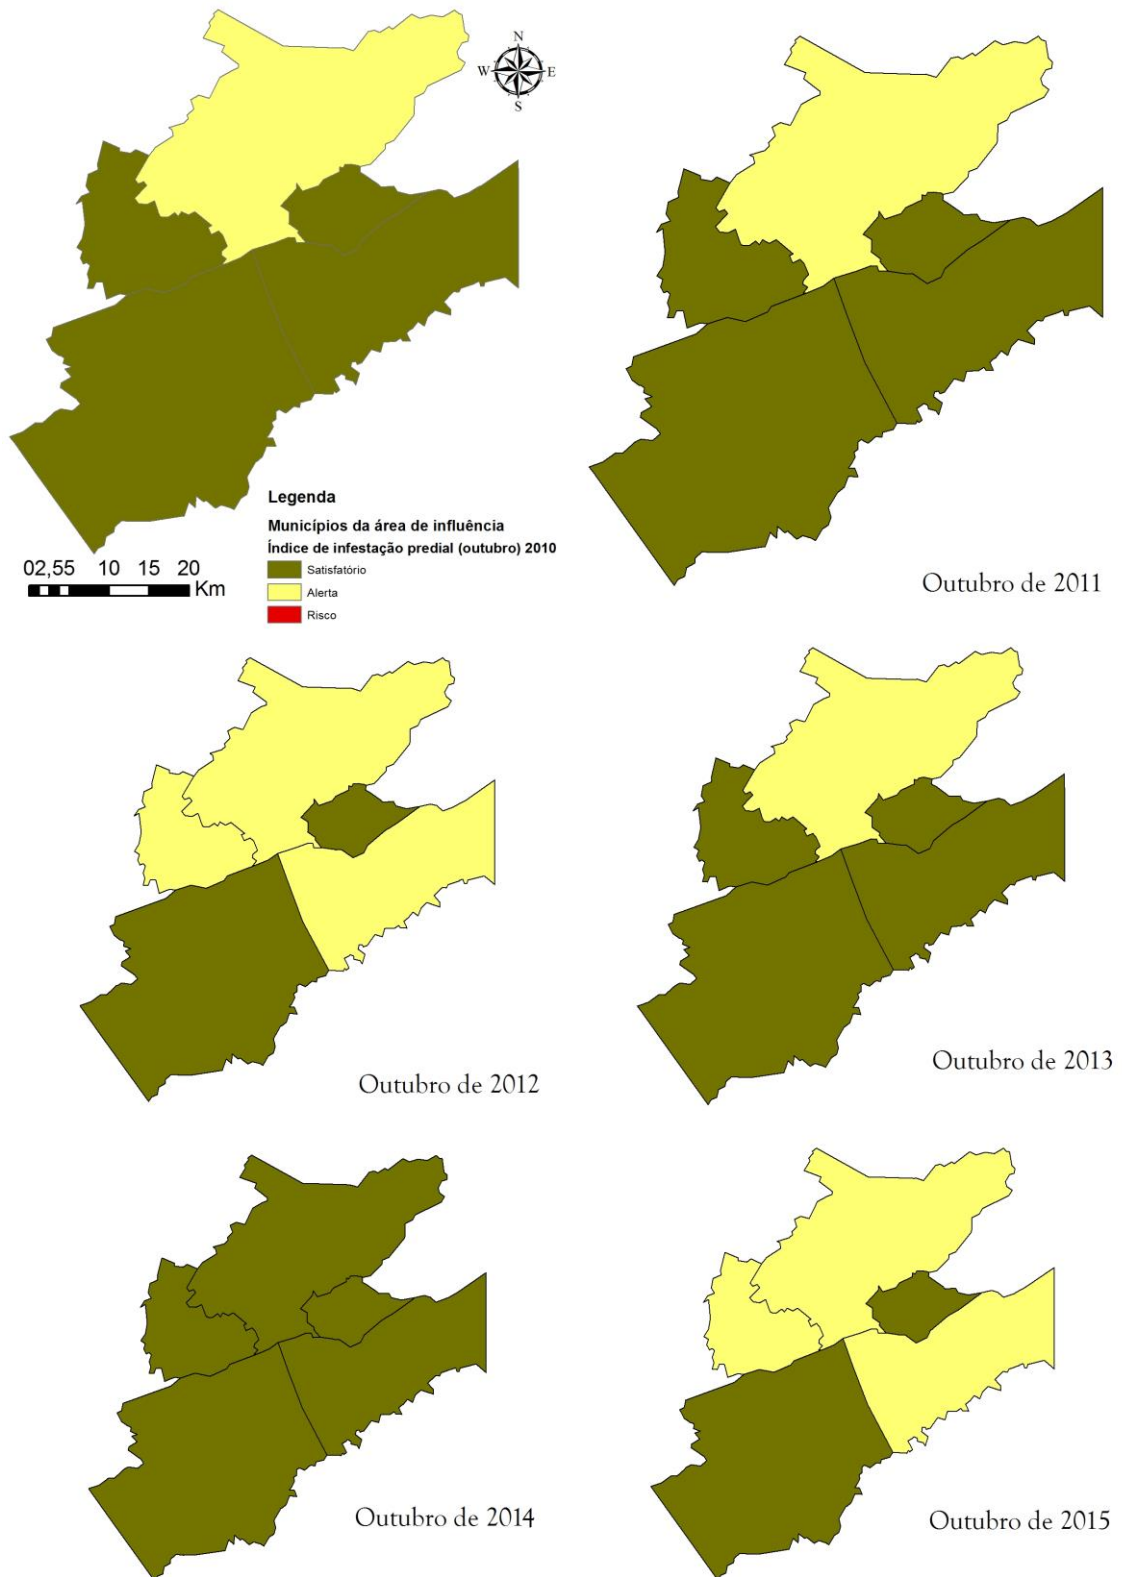 N
W E
S
Legenda
Municípios da área de influência
Índice de infestação predial (outubro) 2010
Satisfatório
Alerta
Risco
02,55 10 15 20
Km
Outubro de 2011
Outubro de 2012
Outubro de 2013
Outubro de 2014
Outubro de 2015